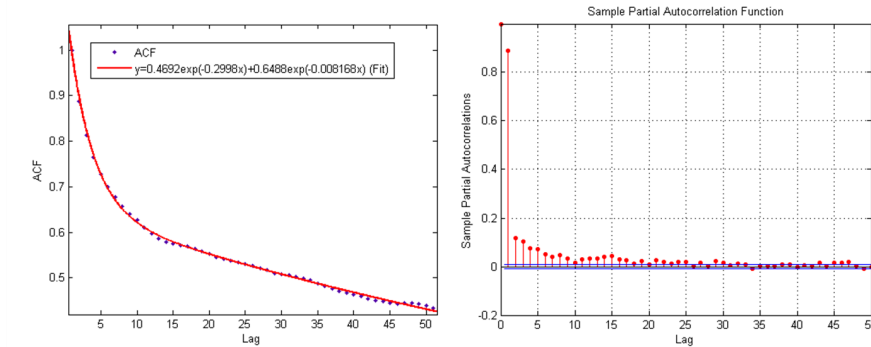 ACF
y=0.4692exp(-0.2998x)+0.6488exp(-0.008168x) (Fit)
1
0.9
0.8
0.7
0.6
0.5
ACF
5 10 15 20 25 30 35 40 45 50
Lag
Sample Partial Autocorrelation Function
0.8
0.6
0.4
0.2
0
-0.2
Sample Partial Autocorrelations
0 5 10 15 20 25 30 35 40 45 50
Lag